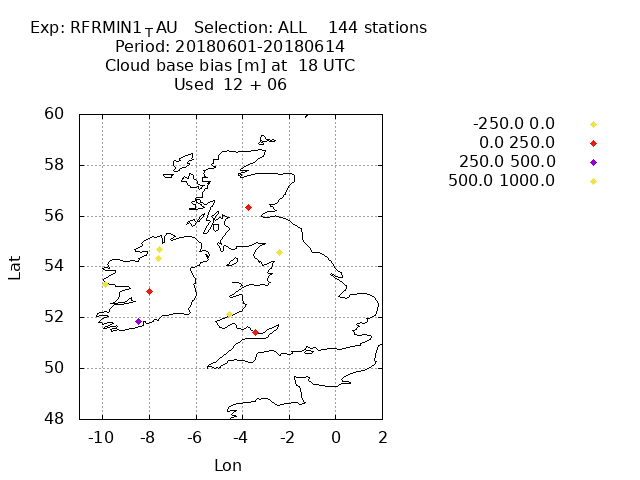 Exp: RFRMIN1TAU Selection: ALL 144 stations
Period: 20180601-20180614
Cloud base bias [m] at 18 UTC
Used 12 + 06
-250.0 0.0
0.0 250.0
250.0 500.0
500.0 1000.0
60
58
56
54
52
50
48
Lat
-10 -8 -6 -4 -2 0 2
Lon